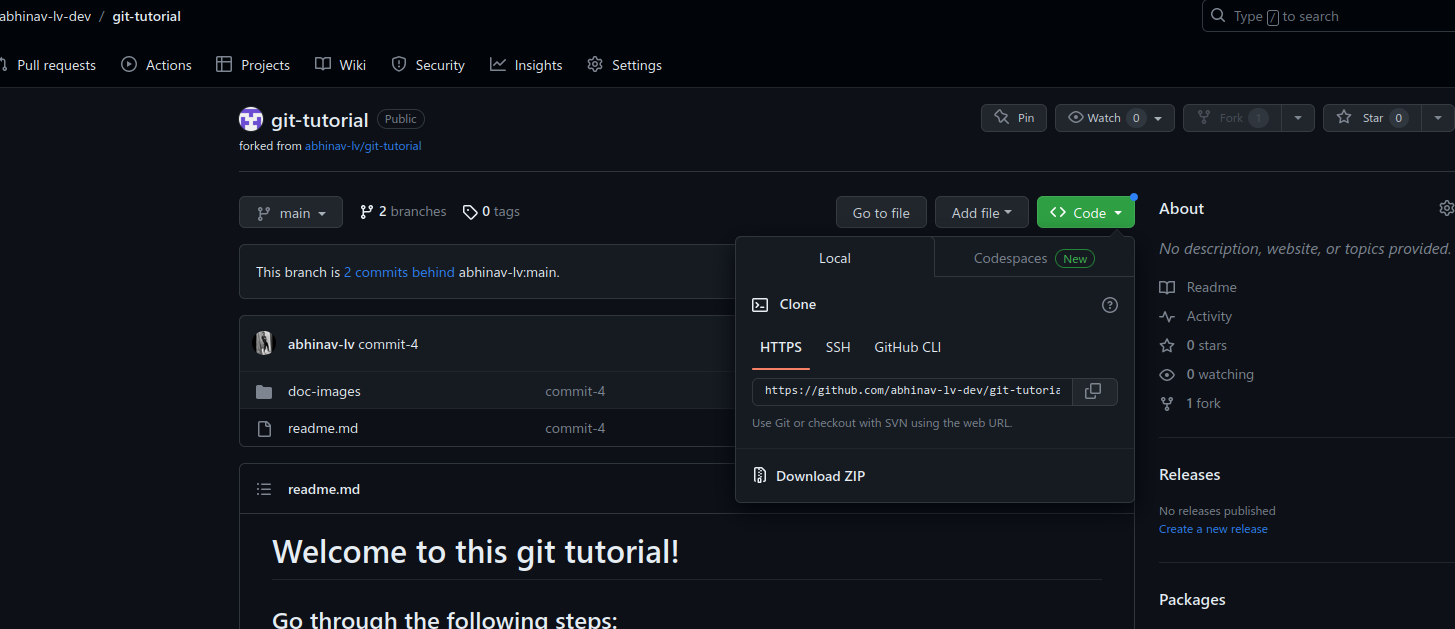 abhinav-lv-dev / git-tutorial
Type / to search
Pull requests Actions Projects Wiki Security Insights Settings
git-tutorial Public
Pin Watch 0 Fork 1 Star 0
forked from abhinav-lv/git-tutorial
main 2 branches 0 tags Go to file Add file Code
About
Local Codespaces New
No description, website, or topics provided.
This branch is 2 commits behind abhinav-lv:main.
Clone
Readme
Activity
abhinav-lv commit-4
HTTPS SSH GitHub CLI
0 stars
0 watching
doc-images commit-4
https://github.com/abhinav-lv-dev/git-tutoria
1 fork
readme.md commit-4
Use Git or checkout with SVN using the web URL.
Download ZIP
Releases
readme.md
No releases published
Create a new release
Welcome to this git tutorial!
Packages
Go through the following steps: